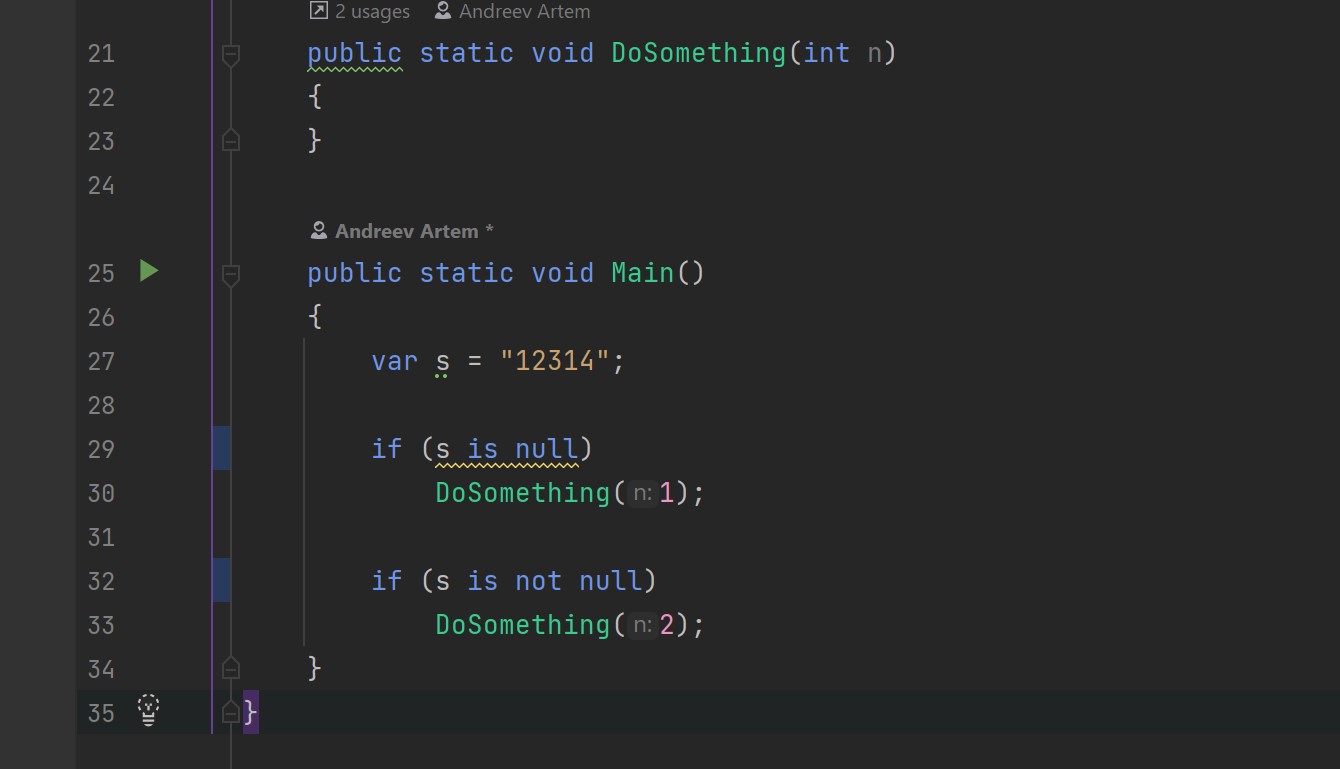 2 usages Andreev Artem
21 public static void DoSomething(int n)
22 {
23 }
24
Andreev Artem *
25 public static void Main()
26 {
27 var s = "12314";
28
29 if (s is null)
30 DoSomething(n:1);
31
32 if (s is not null)
33 DoSomething(n:2);
34 }
35 }